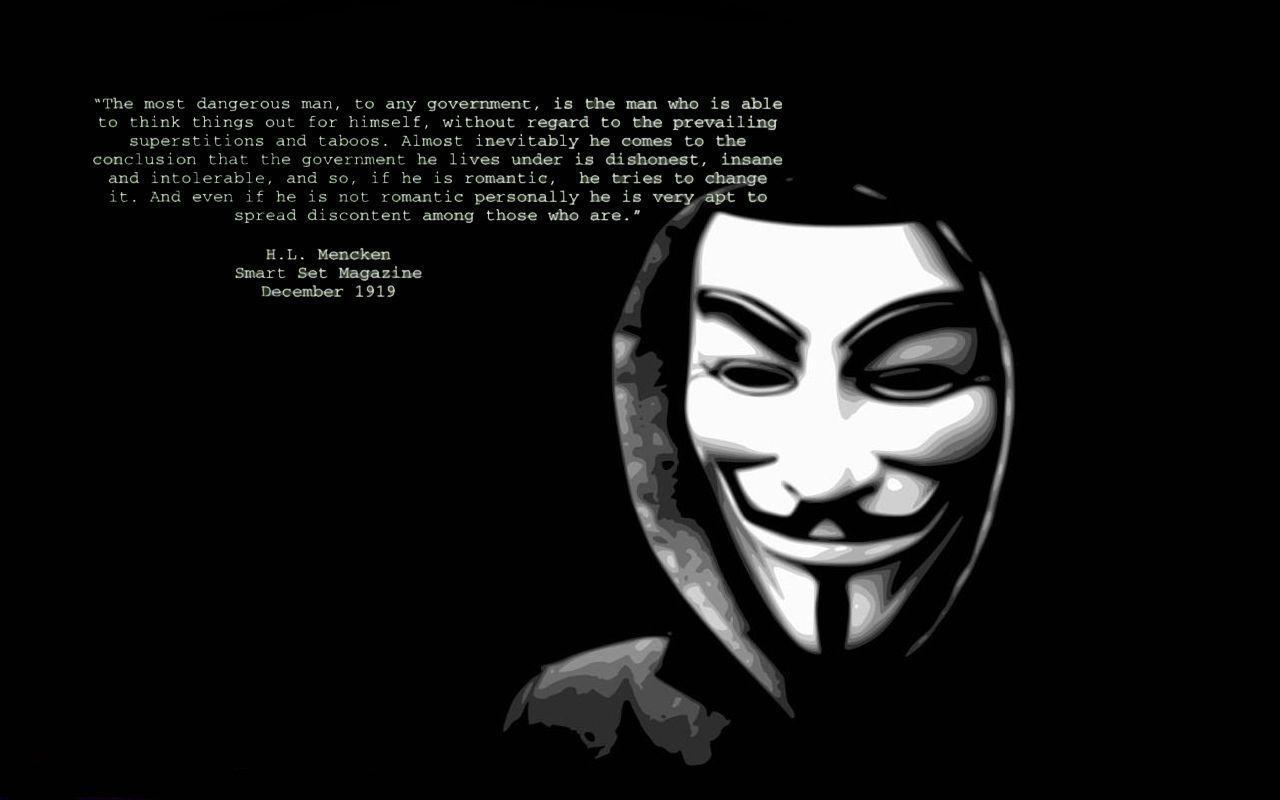 "The most dangerous man, to any government, is the man who is able
to think things out for himself, without regard to the prevailing
superstitions and taboos. Almost inevitably he comes to the
conclusion that the government he lives under is dishonest, insane
and intolerable, and so, if he is romantic,  he tries to change
it. And even if he is not romantic personally he is very apt to
spread discontent among those who are."
H.L. Mencken
Smart Set Magazine
December 1919